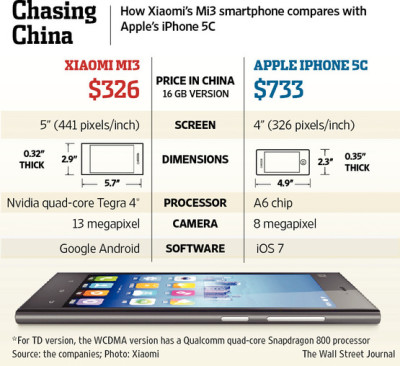 Chasing
China
How Xiaomi's Mi3 smartphone compares with
Apple's iPhone 5C
XIAOMI MI3
$326
PRICE IN CHINA
16 GB VERSION
APPLE IPHONE 5C
$733
5" (441 pixels/inch)
SCREEN
4" (326 pixels/inch)
0.32"
THICK
2.9"
5.7"
DIMENSIONS
2.3"
4.9"
0.35"
THICK
Nvidia quad-core Tegra 4*
PROCESSOR
A6 chip
13 megapixel
CAMERA
8 megapixel
Google Android
SOFTWARE
iOS 7
*For TD version, the WCDMA version has a Qualcomm quad-core Snapdragon 800 processor
Source: the companies; Photo: Xiaomi
The Wall Street Journal